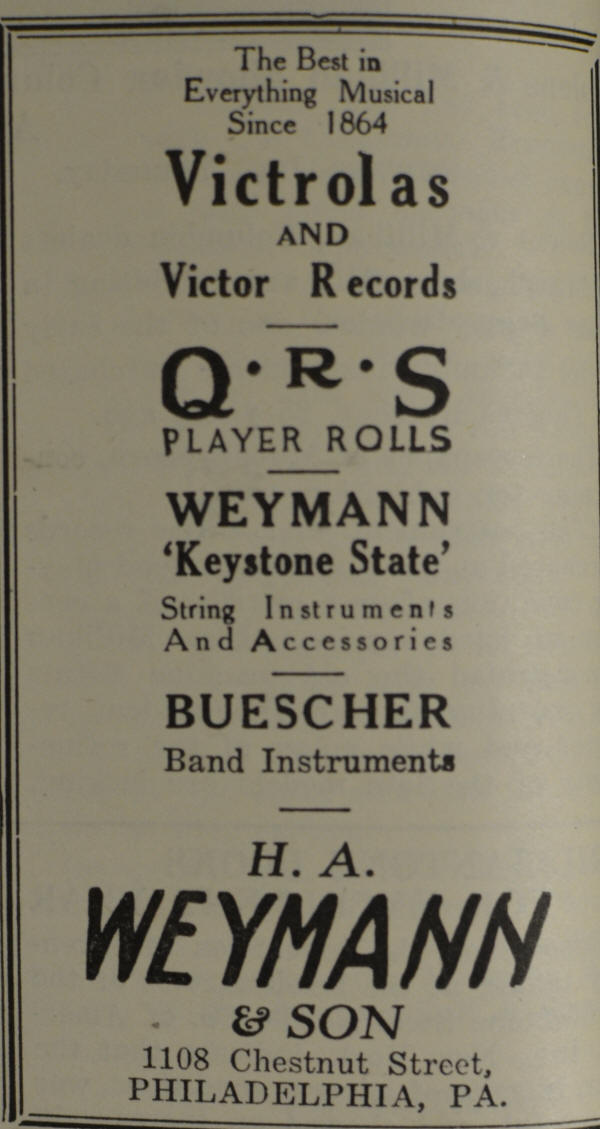 The Best in
Everything Musical
Since 1864
Victrolas
AND
Victor Records
Q·R·S
PLAYER ROLLS
WEYMANN
'Keystone State'
String Instruments
And Accessories
BUESCHER
Band Instruments
H. A.
WEYMANN
& SON
1108 Chestnut Street,
PHILADELPHIA, PA.